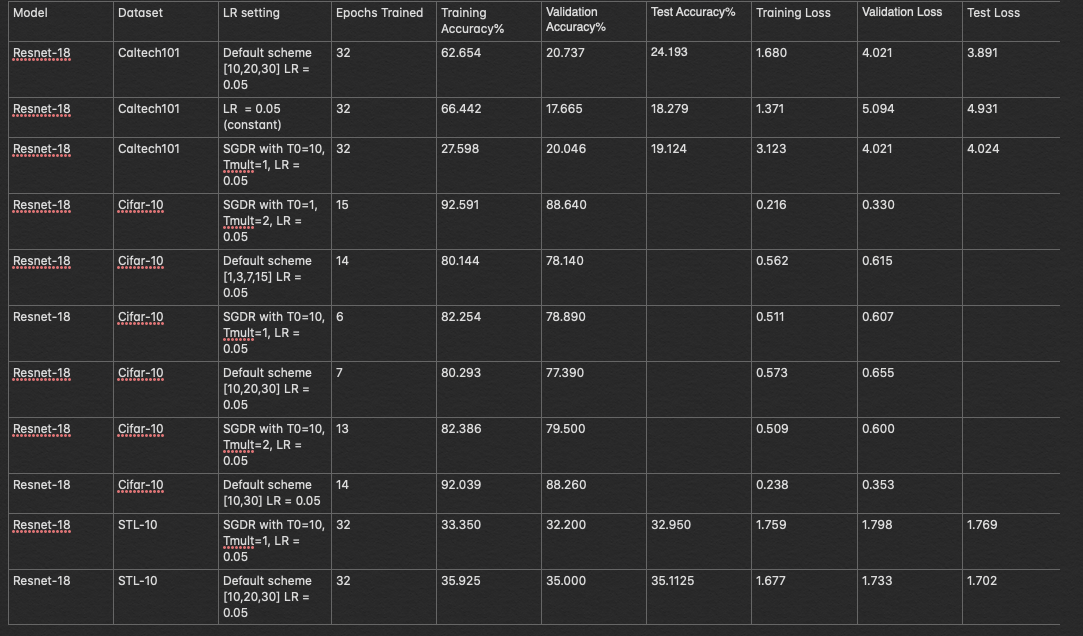 Model Dataset LR setting Epochs Trained Training Accuracy% Validation Accuracy% Test Accuracy% Training Loss Validation Loss Test Loss
Resnet-18 Caltech101 Default scheme [10,20,30] LR = 0.05 32 62.654 20.737 24.193 1.680 4.021 3.891
Resnet-18 Caltech101 LR = 0.05 (constant) 32 66.442 17.665 18.279 1.371 5.094 4.931
Resnet-18 Caltech101 SGDR with T0=10, Tmult=1, LR = 0.05 32 27.598 20.046 19.124 3.123 4.021 4.024
Resnet-18 Cifar-10 SGDR with T0=1, Tmult=2, LR = 0.05 15 92.591 88.640 0.216 0.330
Resnet-18 Cifar-10 Default scheme [1,3,7,15] LR = 0.05 14 80.144 78.140 0.562 0.615
Resnet-18 Cifar-10 SGDR with T0=10, Tmult=1, LR = 0.05 6 82.254 78.890 0.511 0.607
Resnet-18 Cifar-10 Default scheme [10,20,30] LR = 0.05 7 80.293 77.390 0.573 0.655
Resnet-18 Cifar-10 SGDR with T0=10, Tmult=2, LR = 0.05 13 82.386 79.500 0.509 0.600
Resnet-18 Cifar-10 Default scheme [10,30] LR = 0.05 14 92.039 88.260 0.238 0.353
Resnet-18 STL-10 SGDR with T0=10, Tmult=1, LR = 0.05 32 33.350 32.200 32.950 1.759 1.798 1.769
Resnet-18 STL-10 Default scheme [10,20,30] LR = 0.05 32 35.925 35.000 35.1125 1.677 1.733 1.702